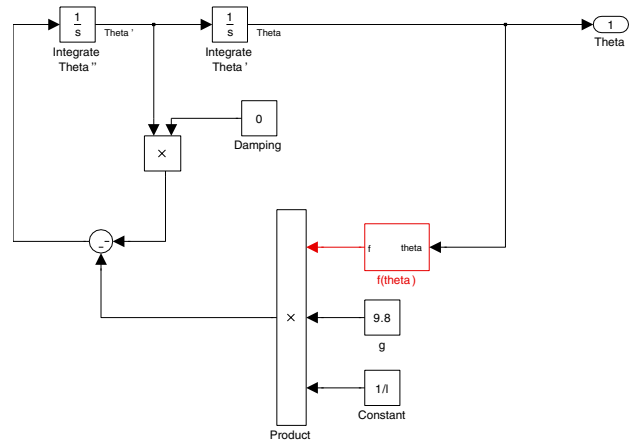 1
s
Integrate
Theta ''
Theta '
1
s
Integrate
Theta '
Theta
1
Theta
×
0
Damping
- -
f
theta
f(theta)
×
9.8
g
1/l
Constant
Product